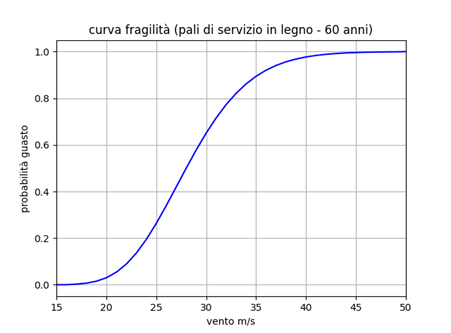 curva fragilità (pali di servizio in legno - 60 anni)
1.0
0.8
0.6
0.4
0.2
0.0
probabilità guasto
15 20 25 30 35 40 45 50
vento m/s